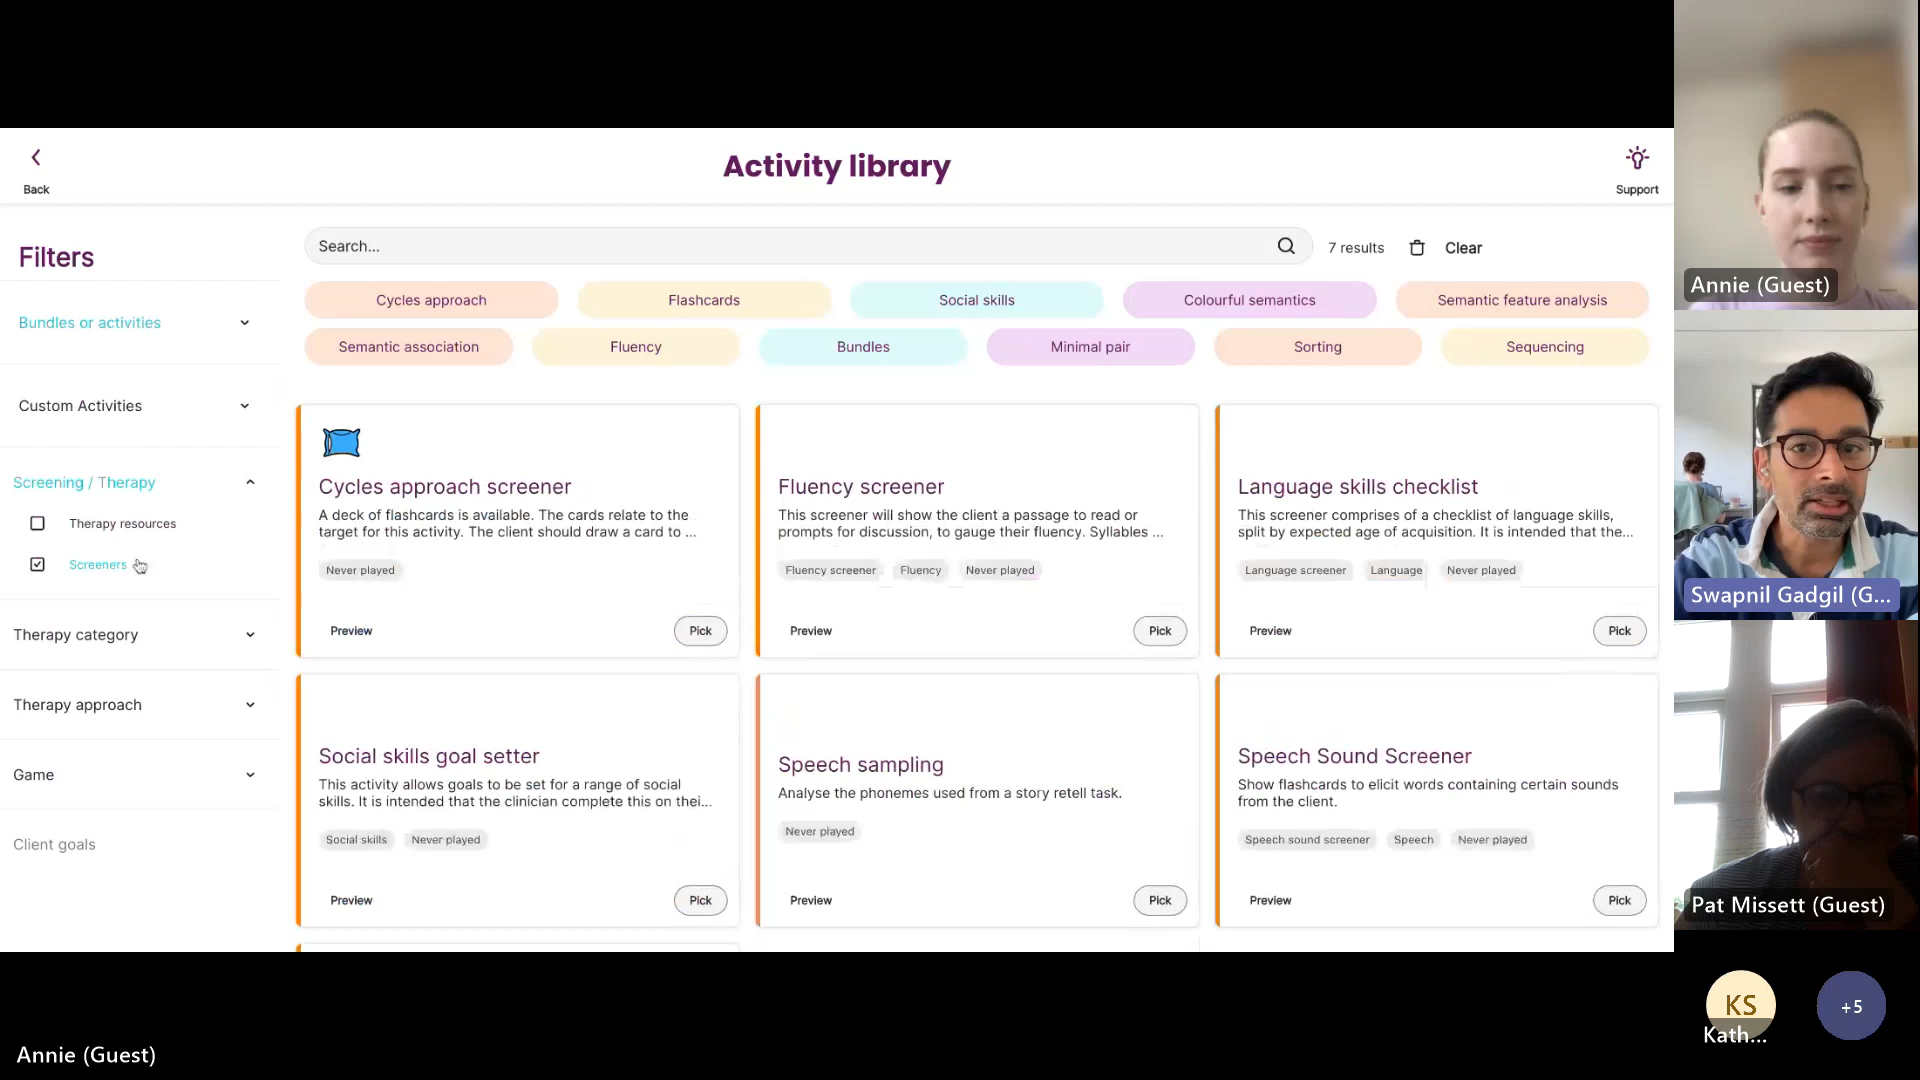 Back
Activity library
Support
Filters
Search...
7 results
Clear
Cycles approach
Flashcards
Social skills
Colourful semantics
Semantic feature analysis
Semantic association
Fluency
Bundles
Minimal pair
Sorting
Sequencing
Bundles or activities
Custom Activities
Screening / Therapy
Therapy resources
Screeners
Therapy category
Therapy approach
Game
Client goals
Cycles approach screener
A deck of flashcards is available. The cards relate to the
target for this activity. The client should draw a card to ...
Never played
Preview
Pick
Fluency screener
This screener will show the client a passage to read or
prompts for discussion, to gauge their fluency. Syllables ...
Fluency screener
Fluency
Never played
Preview
Pick
Language skills checklist
This screener comprises of a checklist of language skills,
split by expected age of acquisition. It is intended that the...
Language screener
Language
Never played
Preview
Pick
Social skills goal setter
This activity allows goals to be set for a range of social
skills. It is intended that the clinician complete this on thei...
Social skills
Never played
Preview
Pick
Speech sampling
Analyse the phonemes used from a story retell task.
Never played
Preview
Pick
Speech Sound Screener
Show flashcards to elicit words containing certain sounds
from the client.
Speech sound screener
Speech
Never played
Preview
Pick
Annie (Guest)
Swapnil Gadgil (G...
Pat Missett (Guest)
KS
Kath...
+5
Annie (Guest)